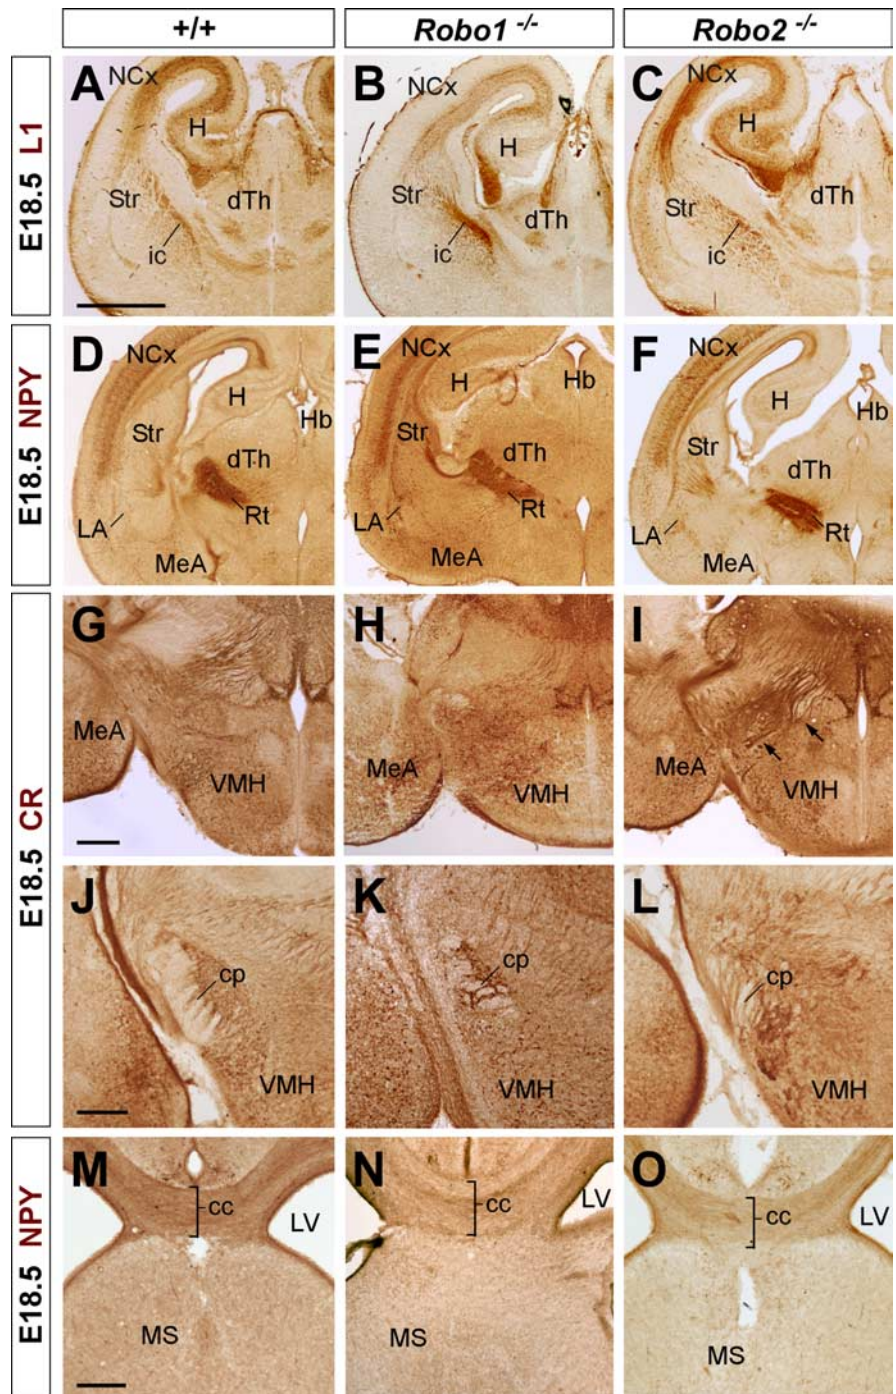 +/+ Robo1 -/- Robo2 -/-
E18.5 L1
A NCx H Str dTh ic
B NCx H Str dTh ic
C NCx H Str dTh ic
E18.5 NPY
D NCx H Hb Str dTh Rt LA MeA
E NCx H Hb Str dTh Rt LA MeA
F NCx H Hb Str dTh Rt LA MeA
E18.5 CR
G MeA VMH
H MeA VMH
I MeA VMH
J cp VMH
K cp VMH
L cp VMH
E18.5 NPY
M cc LV MS
N cc LV MS
O cc LV MS